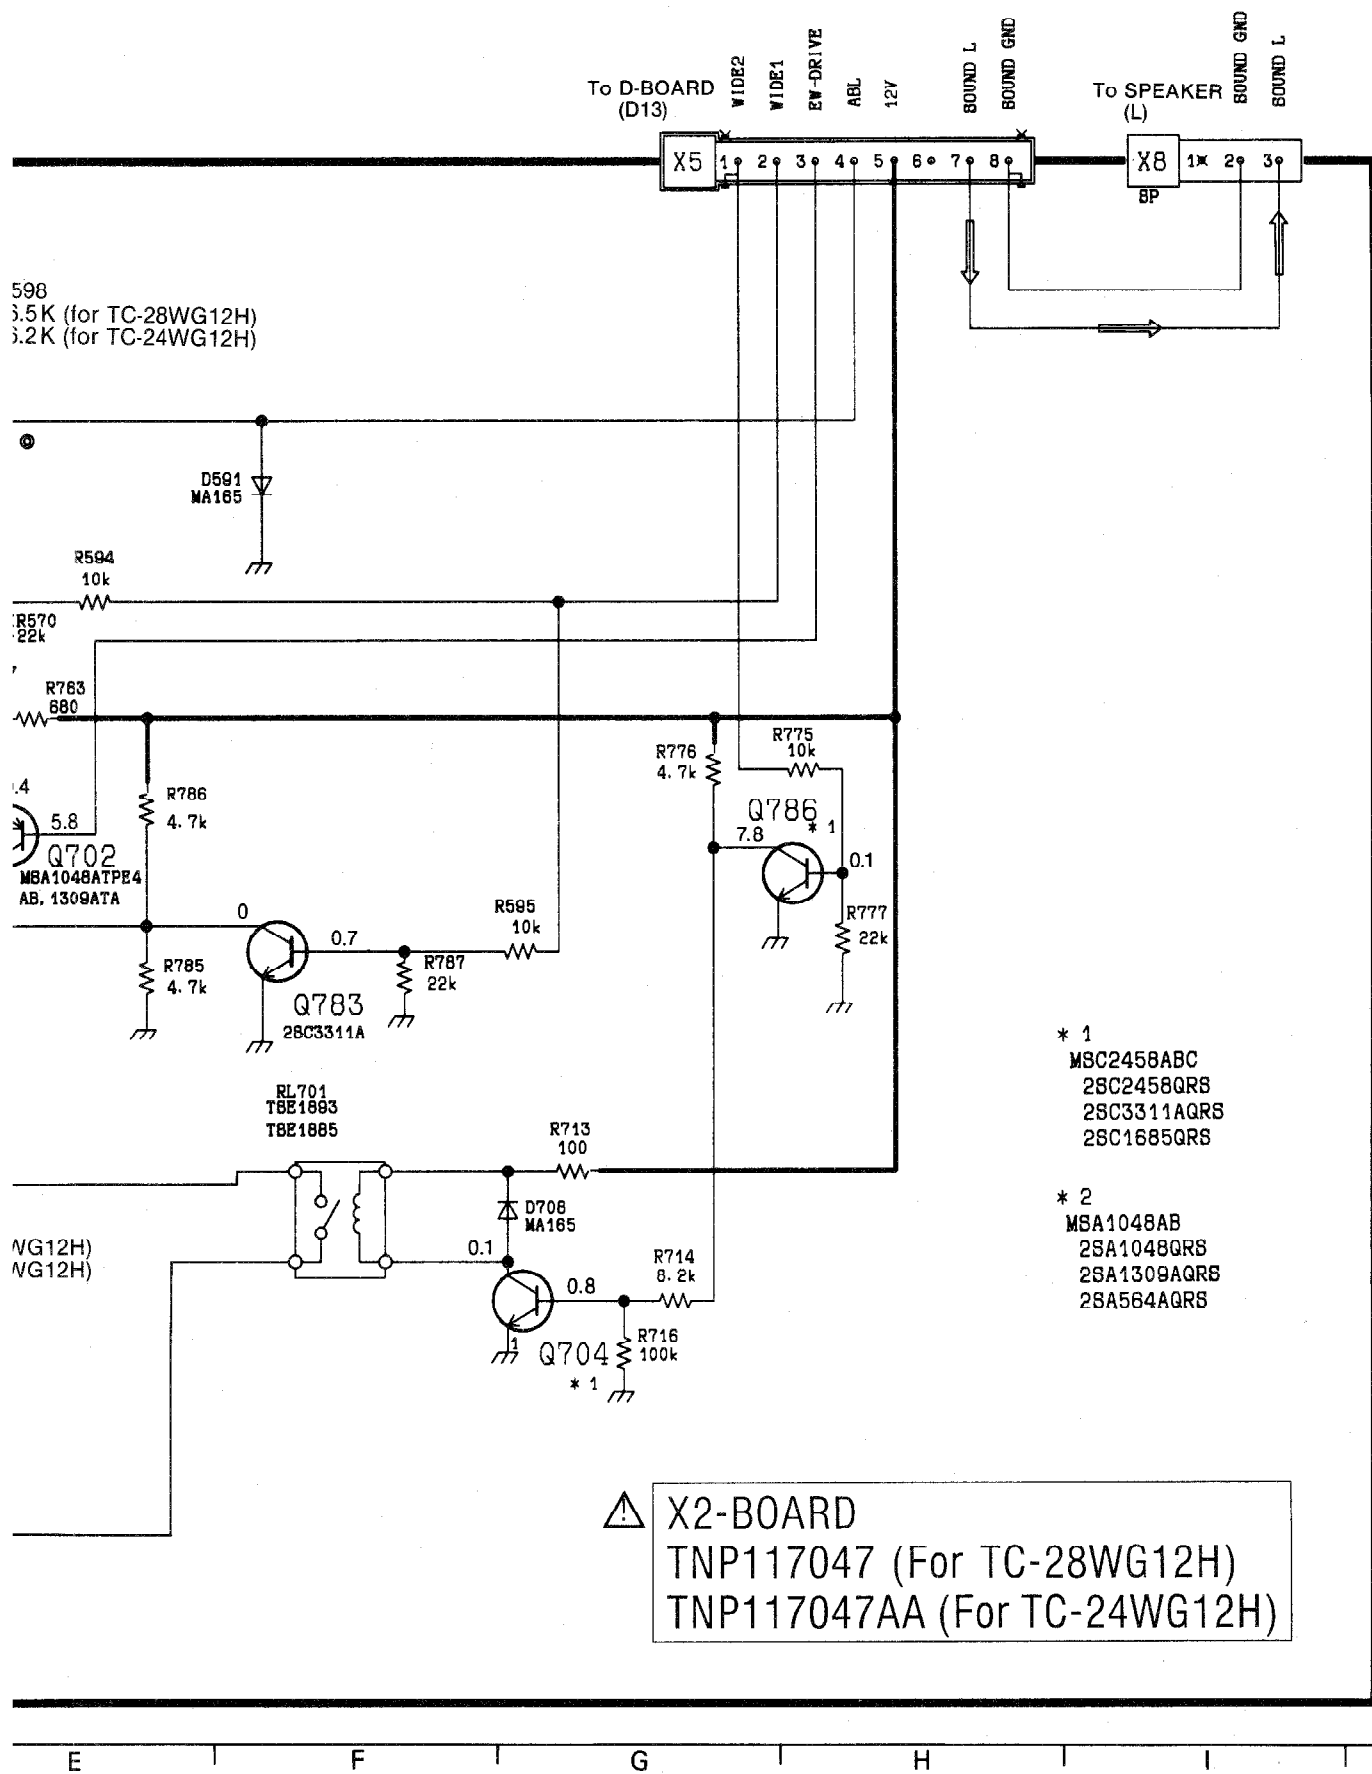 To D-BOARD
(D13)
WIDE2
WIDE1
EW-DRIVE
ABL
12V
SOUND L
SOUND GND
To SPEAKER
(L)
SOUND GND
SOUND L
X5
1 2 3 4 5 6 7 8
X8
1 2 3
SP
598
.5K (for TC-28WG12H)
.2K (for TC-24WG12H)
D591
MA165
R594
10k
R570
22k
R763
680
R776
4.7k
R775
10k
.4
R786
4.7k
Q786
* 1
5.8
7.8
Q702
MSA1048ATPE4
AB, 1309ATA
0.1
0
R595
10k
R777
22k
0.7
R785
4.7k
R787
22k
Q783
2SC3311A
* 1
MSC2458ABC
2SC2458QRS
2SC3311AQRS
2SC1685QRS
RL701
TSE1893
TSE1885
R713
100
D708
MA165
* 2
MSA1048AB
2SA1048QRS
2SA1309AQRS
2SA564AQRS
WG12H)
WG12H)
0.1
R714
8.2k
0.8
1
Q704
* 1
R716
100k
X2-BOARD
TNP117047 (For TC-28WG12H)
TNP117047AA (For TC-24WG12H)
E F G H I